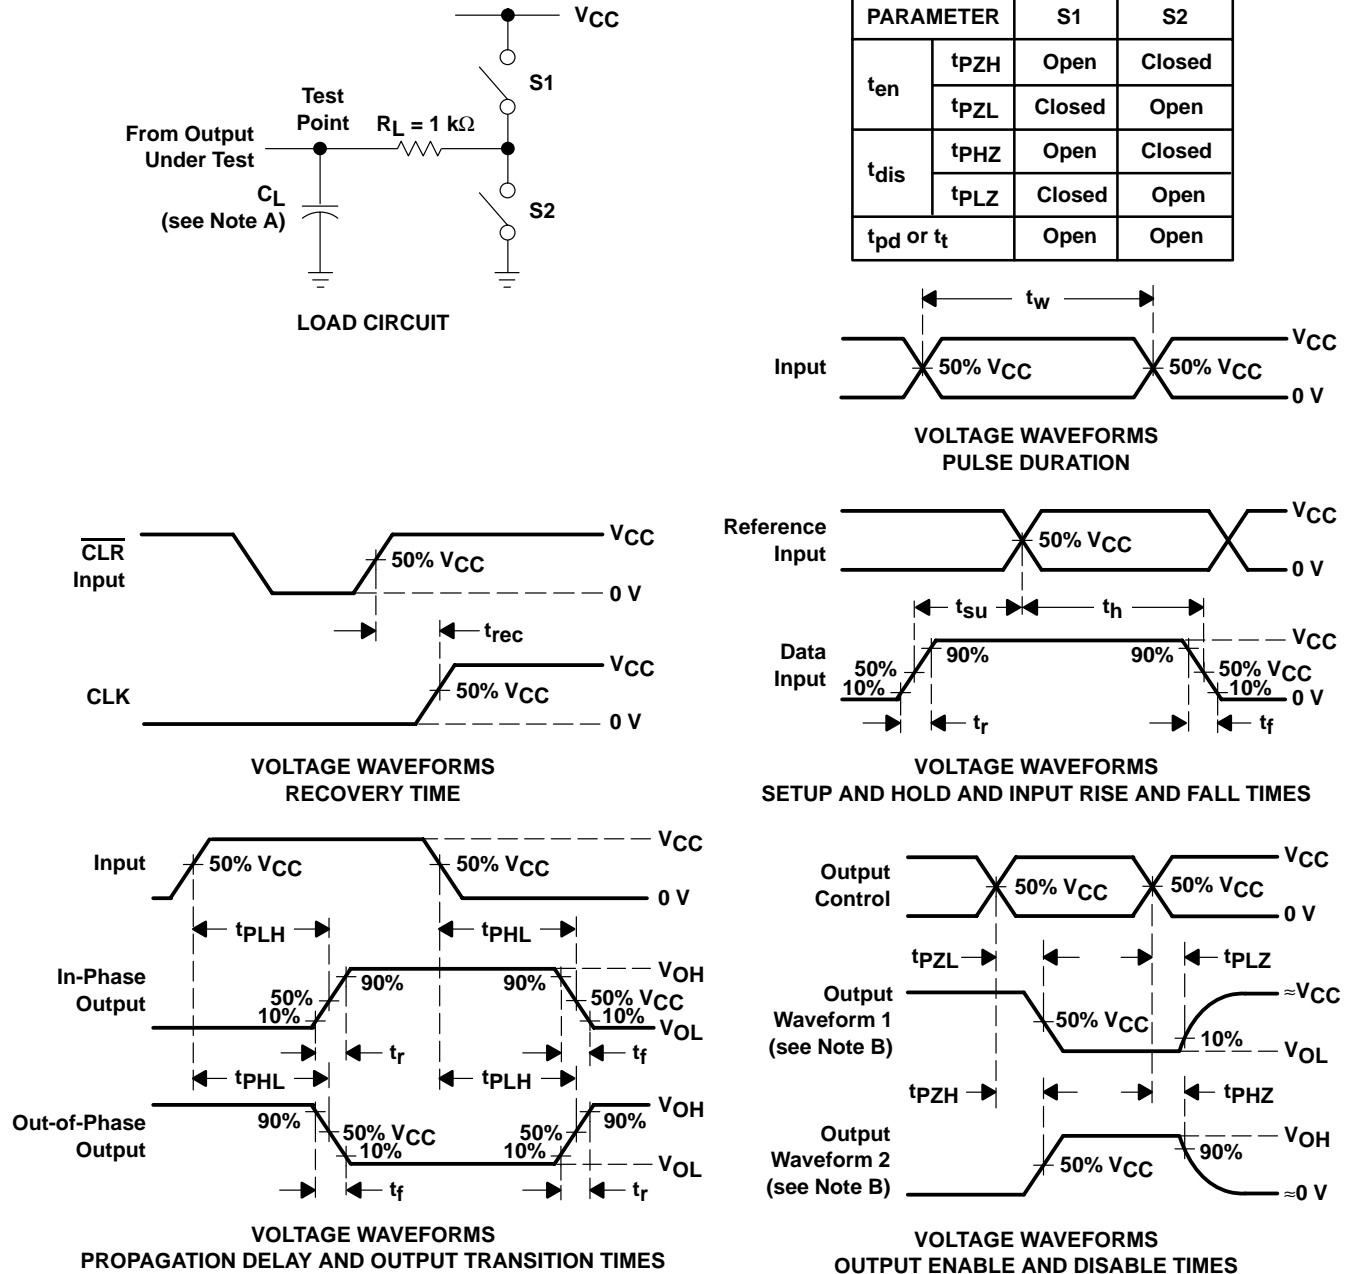 VCC
S1
Test
Point
RL = 1 kΩ
From Output
Under Test
CL
(see Note A)
S2
LOAD CIRCUIT
PARAMETER S1 S2
ten tPZH Open Closed
tPZL Closed Open
tdis tPHZ Open Closed
tPLZ Closed Open
tpd or tt Open Open
tw
Input
50% VCC
50% VCC
VCC
0 V
VOLTAGE WAVEFORMS
PULSE DURATION
CLR
Input
50% VCC
VCC
0 V
trec
CLK
50% VCC
VCC
0 V
VOLTAGE WAVEFORMS
RECOVERY TIME
Reference
Input
50% VCC
VCC
0 V
tsu
th
Data
Input
50%
10%
90%
90%
VCC
50% VCC
10%
0 V
tr
tf
VOLTAGE WAVEFORMS
SETUP AND HOLD AND INPUT RISE AND FALL TIMES
Input
50% VCC
50% VCC
VCC
0 V
tPLH
tPHL
In-Phase
Output
50%
10%
90%
90%
VOH
50% VCC
10%
VOL
tr
tf
tPHL
tPLH
Out-of-Phase
Output
90%
50% VCC
10%
50%
10%
90%
VOH
VOL
tf
tr
VOLTAGE WAVEFORMS
PROPAGATION DELAY AND OUTPUT TRANSITION TIMES
Output
Control
50% VCC
50% VCC
VCC
0 V
tPZL
tPLZ
Output
Waveform 1
(see Note B)
50% VCC
10%
≈VCC
VOL
tPZH
tPHZ
Output
Waveform 2
(see Note B)
50% VCC
90%
VOH
≈0 V
VOLTAGE WAVEFORMS
OUTPUT ENABLE AND DISABLE TIMES